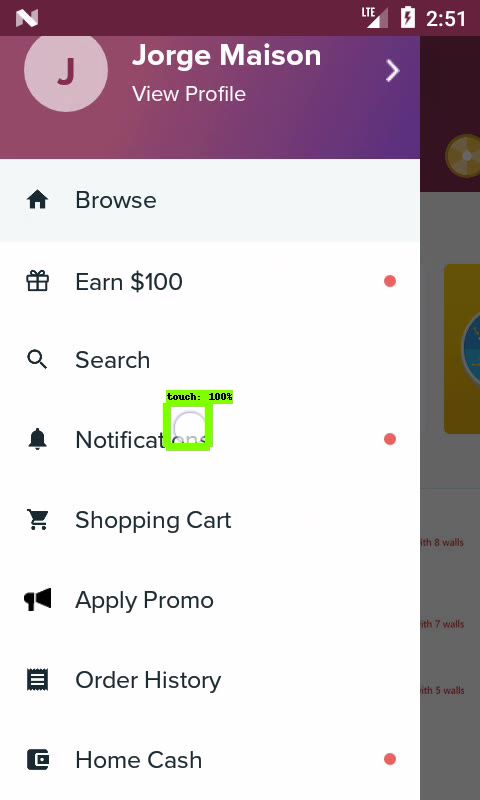 LTE 2:51
J
Jorge Maison
View Profile
Browse
Earn $100
Search
touch: 100%
Notifications
Shopping Cart
ith 8 walls
Apply Promo
ith 7 walls
Order History
ith 5 walls
Home Cash